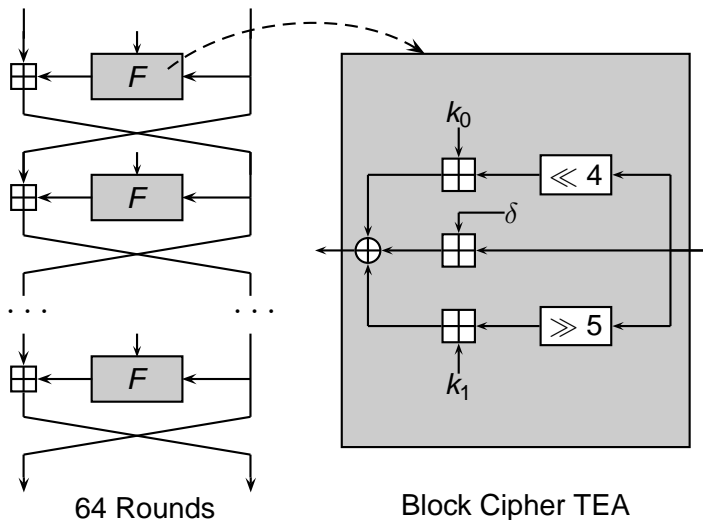 F
F
. . .
. . .
F
64 Rounds
k₀
≪ 4
δ
≫ 5
k₁
Block Cipher TEA